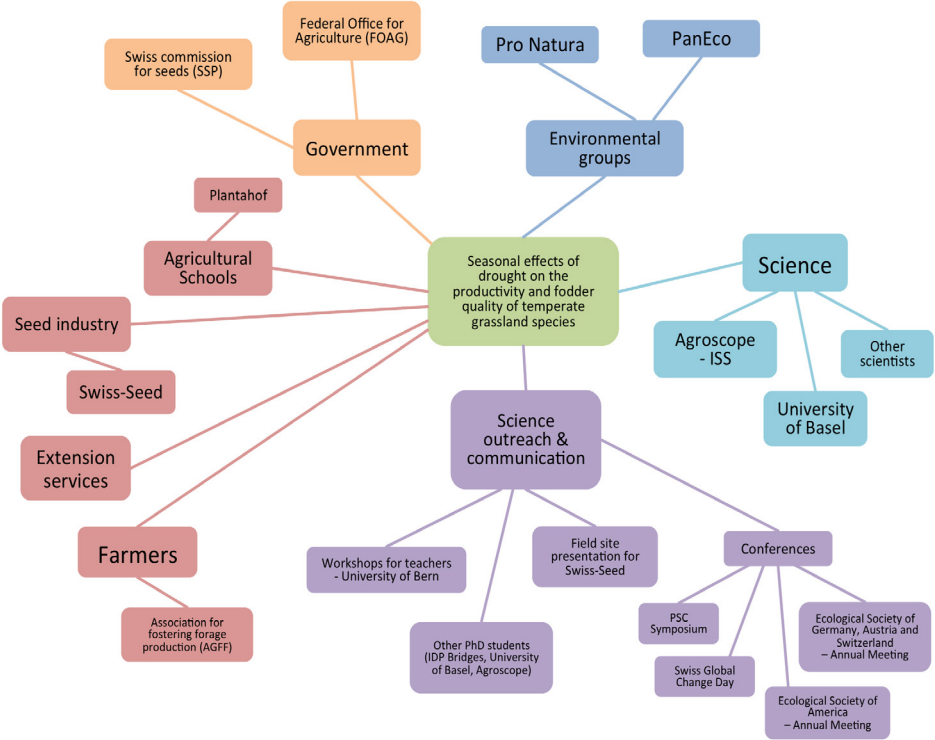 Federal Office for
Agriculture (FOAG)
Swiss commission
for seeds (SSP)
Government
Pro Natura
PanEco
Environmental
groups
Plantahof
Agricultural
Schools
Seed industry
Swiss-Seed
Extension
services
Farmers
Association for
fostering forage
production (AGFF)
Seasonal effects of
drought on the
productivity and fodder
quality of temperate
grassland species
Science
Agroscope
- ISS
Other
scientists
University
of Basel
Science
outreach &
communication
Workshops for teachers
- University of Bern
Field site
presentation for
Swiss-Seed
Other PhD students
(IDP Bridges, University
of Basel, Agroscope)
Conferences
PSC
Symposium
Swiss Global
Change Day
Ecological Society of
America
– Annual Meeting
Ecological Society of
Germany, Austria and
Switzerland
– Annual Meeting